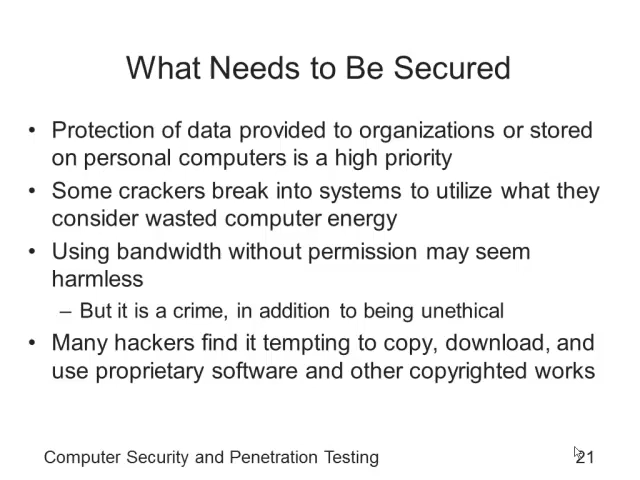 What Needs to Be Secured
• Protection of data provided to organizations or stored
on personal computers is a high priority
• Some crackers break into systems to utilize what they
consider wasted computer energy
• Using bandwidth without permission may seem
harmless
– But it is a crime, in addition to being unethical
• Many hackers find it tempting to copy, download, and
use proprietary software and other copyrighted works
Computer Security and Penetration Testing 21